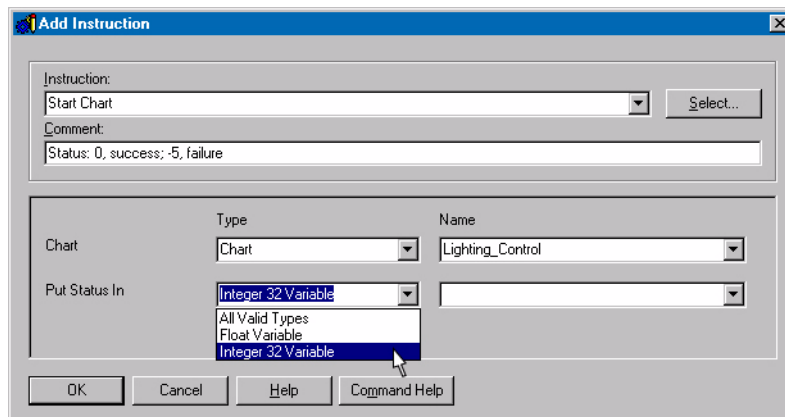 Add Instruction
Instruction:
Start Chart
Select...
Comment:
Status: 0, success; -5, failure
Type Name
Chart Chart Lighting_Control
Put Status In Integer 32 Variable
All Valid Types
Float Variable
Integer 32 Variable
OK Cancel Help Command Help